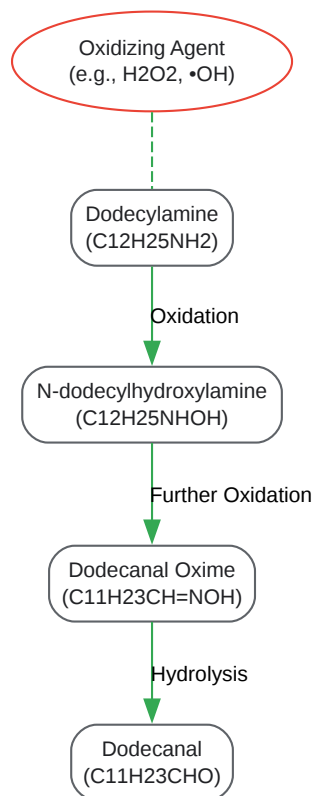 Oxidizing Agent
(e.g., H2O2, •OH)
Dodecylamine
(C12H25NH2)
Oxidation
N-dodecylhydroxylamine
(C12H25NHOH)
Further Oxidation
Dodecanal Oxime
(C11H23CH=NOH)
Hydrolysis
Dodecanal
(C11H23CHO)